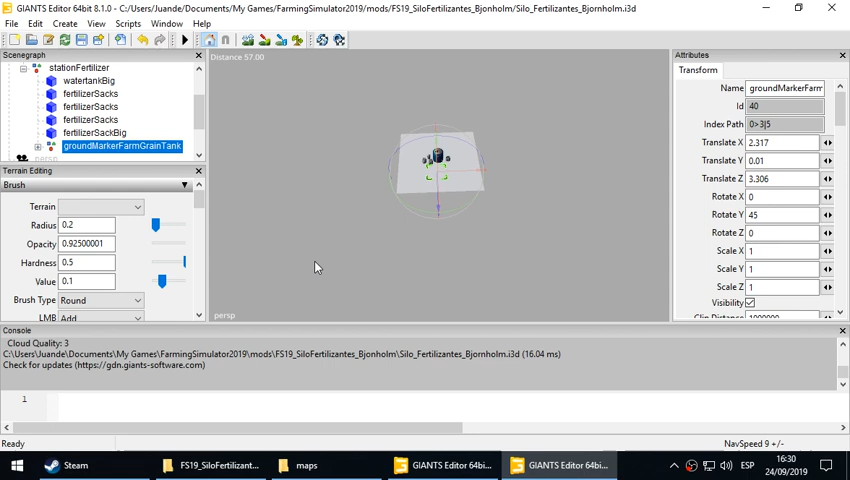 GIANTS Editor 64bit 8.1.0 - C:/Users/Juande/Documents/My Games/FarmingSimulator2019/mods/FS19_SiloFertilizantes_Bjonholm/Silo_Fertilizantes_Bjornholm.i3d
File Edit Create View Scripts Window Help
Scenegraph
stationFertilizer
watertankBig
fertilizerSacks
fertilizerSacks
fertilizerSacks
fertilizerSackBig
groundMarkerFarmGrainTank
persp
Terrain Editing
Brush
Terrain
Radius 0.2
Opacity 0.92500001
Hardness 0.5
Value 0.1
Brush Type Round
LMB Add
Distance 57.00
persp
Attributes
Transform
Name groundMarkerFarm
Id 40
Index Path 0>3|5
Translate X 2.317
Translate Y 0.01
Translate Z 3.306
Rotate X 0
Rotate Y 45
Rotate Z 0
Scale X 1
Scale Y 1
Scale Z 1
Visibility
Clip Distance 1000000
Console
Cloud Quality: 3
C:\Users\Juande\Documents\My Games\FarmingSimulator2019\mods\FS19_SiloFertilizantes_Bjonholm\Silo_Fertilizantes_Bjornholm.i3d (16.04 ms)
Check for updates (https://gdn.giants-software.com)
1
Ready
NavSpeed 9 +/-
Steam
FS19_SiloFertilizant...
maps
GIANTS Editor 64bi...
GIANTS Editor 64bi...
ESP
16:30
24/09/2019